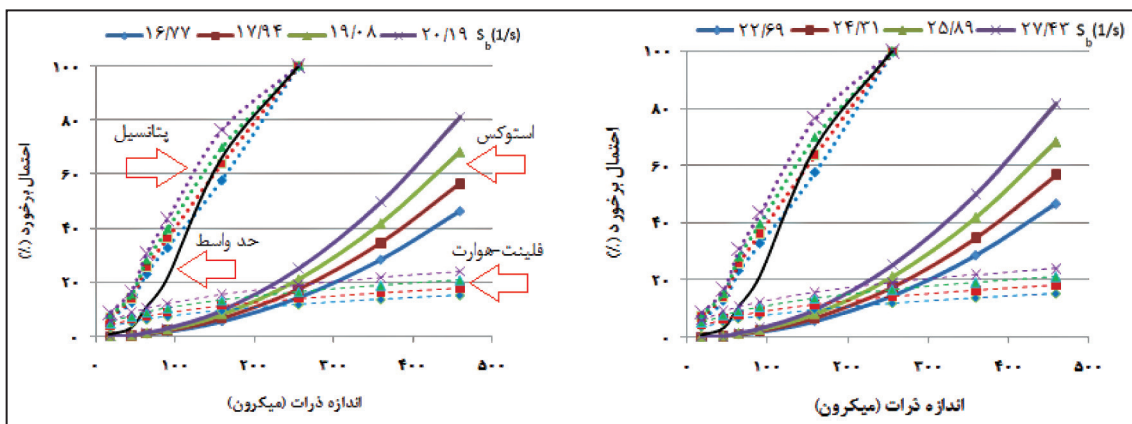 ۱۶/۷۷ ۱۷/۹۴ ۱۹/۰۸ ۲۰/۱۹ S_b(1/s)
احتمال برخورد (٪)
۱۰۰
۸۰
۶۰
۴۰
۲۰
۰
پتانسیل
استوکس
حد واسط
فلینت-هوارت
۰ ۱۰۰ ۲۰۰ ۳۰۰ ۴۰۰ ۵۰۰
اندازه ذرات (میکرون)
۲۲/۶۹ ۲۴/۳۱ ۲۵/۸۹ ۲۷/۴۳ S_b(1/s)
احتمال برخورد (٪)
۱۰۰
۸۰
۶۰
۴۰
۲۰
۰
۰ ۱۰۰ ۲۰۰ ۳۰۰ ۴۰۰ ۵۰۰
اندازه ذرات (میکرون)